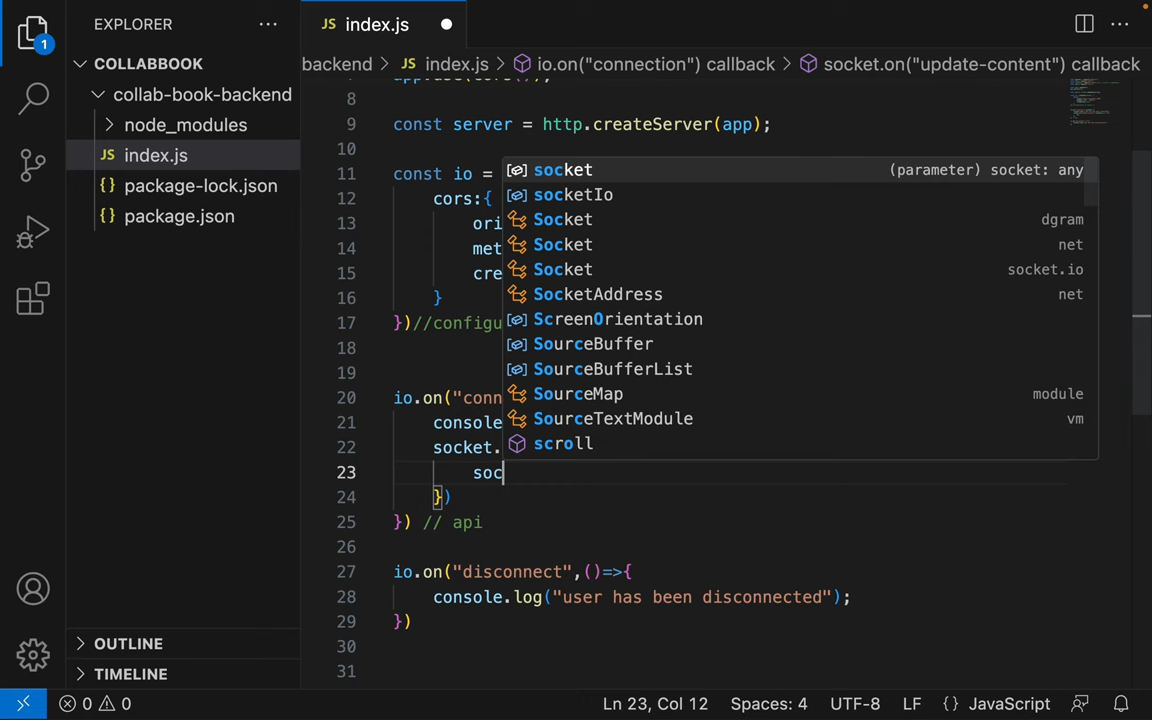 EXPLORER ...
JS index.js
COLLABBOOK
backend > JS index.js > io.on("connection") callback > socket.on("update-content") callback
collab-book-backend
node_modules
JS index.js
{} package-lock.json
{} package.json
1
8
9 const server = http.createServer(app);
10
11 const io =
12 cors:{
13 ori
14 met
15 cre
16 }
17 })//configu
18
19
20 io.on("conn
21 console
22 socket.
23 soc
24 })
25 }) // api
26
27 io.on("disconnect",()=>{
28 console.log("user has been disconnected");
29 })
30
31
socket (parameter) socket: any
socketIo
Socket dgram
Socket net
Socket socket.io
SocketAddress net
ScreenOrientation
SourceBuffer
SourceBufferList
SourceMap module
SourceTextModule vm
scroll
OUTLINE
TIMELINE
0 0 Ln 23, Col 12 Spaces: 4 UTF-8 LF {} JavaScript